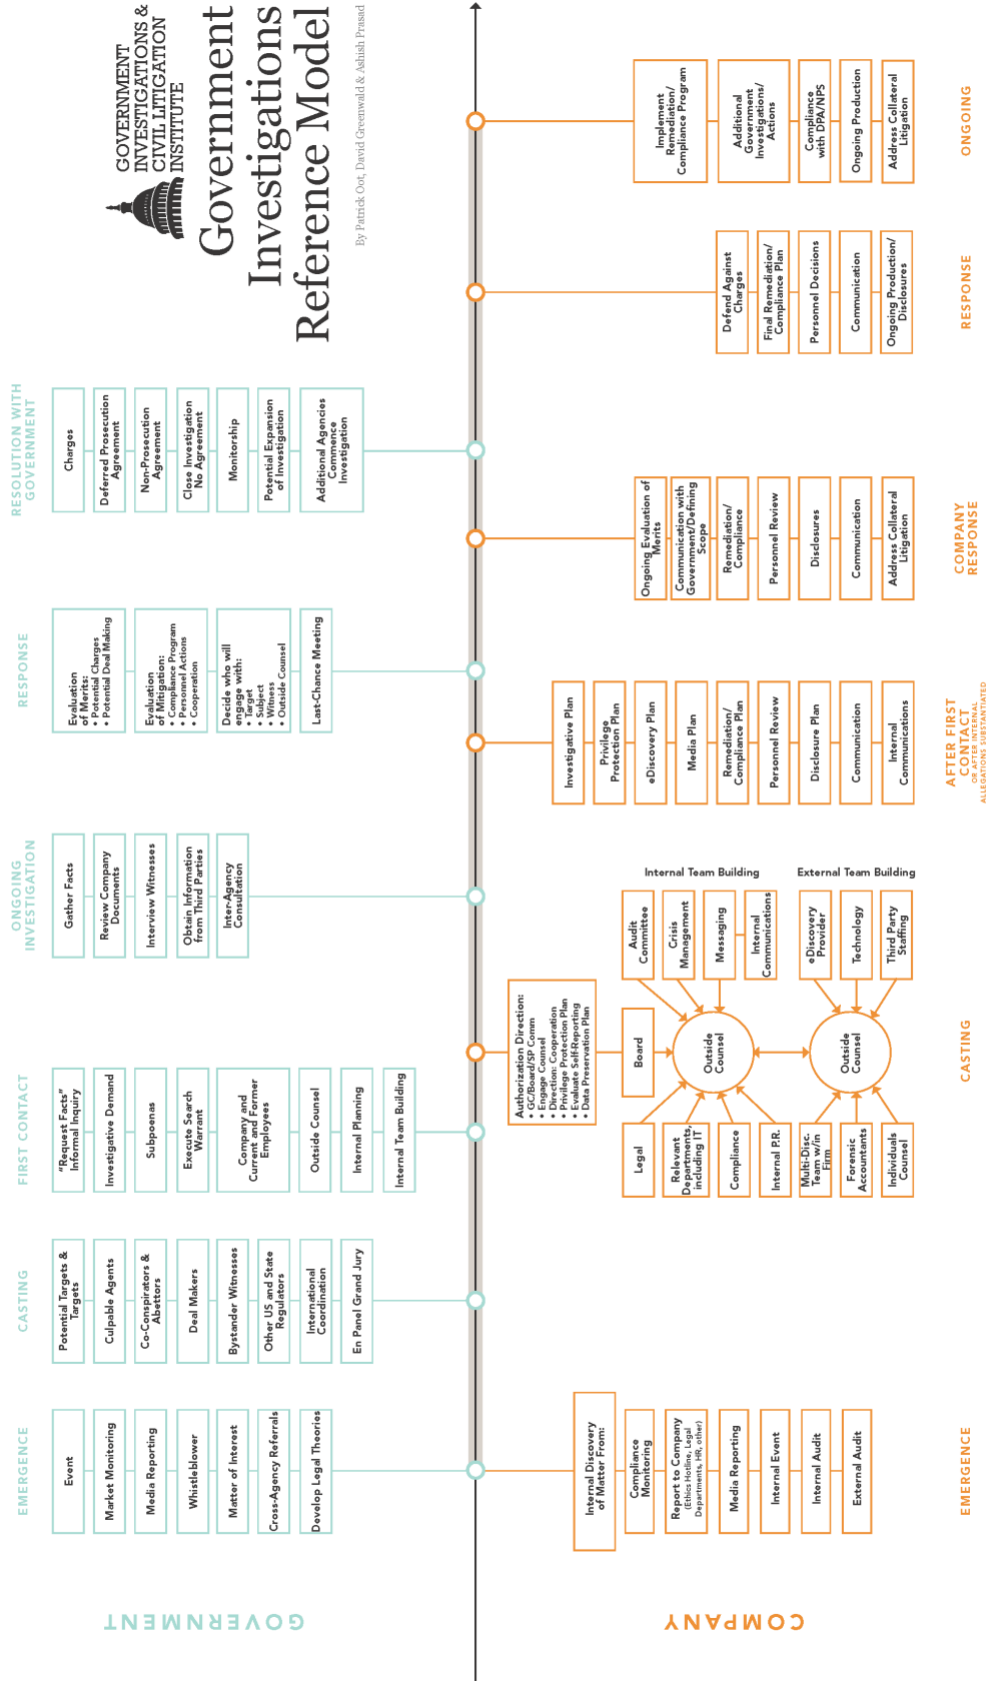 GOVERNMENT
INVESTIGATIONS &
CIVIL LITIGATION
INSTITUTE
Government
Investigations
Reference Model
By Patrick Oot, David Greenwald & Ashish Prasad
GOVERNMENT
EMERGENCE
Event
Market Monitoring
Media Reporting
Whistleblower
Matter of Interest
Cross-Agency Referrals
Develop Legal Theories
CASTING
Potential Targets &
Targets
Culpable Agents
Co-Conspirators &
Abettors
Deal Makers
Bystander Witnesses
Other US and State
Regulators
International
Coordination
En Panel Grand Jury
FIRST CONTACT
“Request Facts”
Informal Inquiry
Investigative Demand
Subpoenas
Execute Search
Warrant
Company and
Current and Former
Employees
Outside Counsel
Internal Planning
Internal Team Building
ONGOING
INVESTIGATION
Gather Facts
Review Company
Documents
Interview Witnesses
Obtain Information
from Third Parties
Inter-Agency
Consultation
RESPONSE
Evaluation
of Merits:
• Potential Charges
• Potential Deal Making
Evaluation
of Mitigation:
• Compliance Program
• Personnel Actions
• Cooperation
Decide who will
engage with:
• Target
• Subject
• Witness
• Outside Counsel
Last-Chance Meeting
RESOLUTION WITH
GOVERNMENT
Charges
Deferred Prosecution
Agreement
Non-Prosecution
Agreement
Close Investigation
No Agreement
Monitorship
Potential Expansion
of Investigation
Additional Agencies
Commence
Investigation
COMPANY
Internal Discovery
of Matter From:
Compliance
Monitoring
Report to Company
(Ethics Hotline, Legal
Departments, HR, other)
Media Reporting
Internal Event
Internal Audit
External Audit
EMERGENCE
Authorization Direction:
• GC/Board/SP Comm
• Engage Counsel
• Direction: Cooperation
• Privilege Protection Plan
• Evaluate Self-Reporting
• Data Preservation Plan
Legal
Relevant
Departments,
including IT
Compliance
Internal P.R.
Multi-Disc.
Team w/in
Firm
Forensic
Accountants
Individuals
Counsel
Board
Outside
Counsel
Outside
Counsel
Audit
Committee
Crisis
Management
Messaging
Internal
Communications
eDiscovery
Provider
Technology
Third Party
Staffing
Internal Team Building
External Team Building
CASTING
Investigative Plan
Privilege
Protection Plan
eDiscovery Plan
Media Plan
Remediation/
Compliance Plan
Personnel Review
Disclosure Plan
Communication
Internal
Communications
AFTER FIRST
CONTACT
OR AFTER INTERNAL
ALLEGATIONS SUBSTANTIATED
Ongoing Evaluation of
Merits
Communication with
Government/Defining
Scope
Remediation/
Compliance
Personnel Review
Disclosures
Communication
Address Collateral
Litigation
COMPANY
RESPONSE
Defend Against
Charges
Final Remediation/
Compliance Plan
Personnel Decisions
Communication
Ongoing Production/
Disclosures
RESPONSE
Implement
Remediation/
Compliance Program
Additional
Government
Investigations/
Actions
Compliance
with DPA/NPS
Ongoing Production
Address Collateral
Litigation
ONGOING